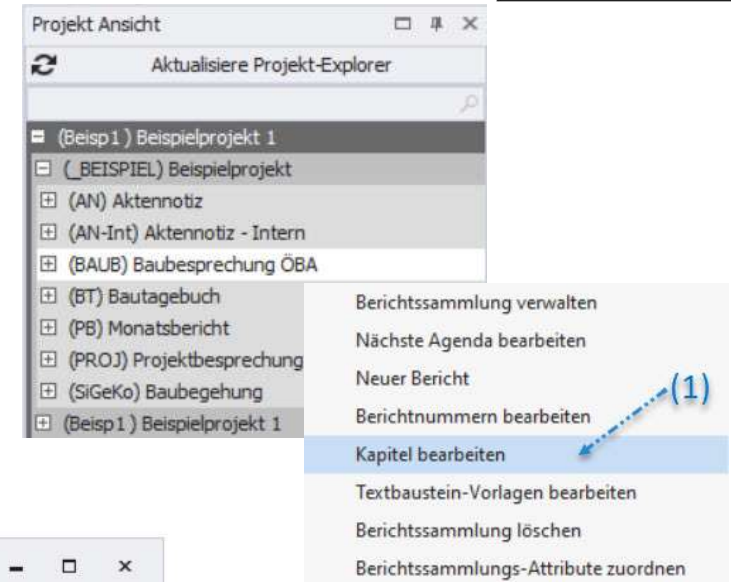 Projekt Ansicht
Aktualisiere Projekt-Explorer
(Beisp1 ) Beispielprojekt 1
(_BEISPIEL) Beispielprojekt
(AN) Aktennotiz
(AN-Int) Aktennotiz - Intern
(BAUB) Baubesprechung ÖBA
(BT) Bautagebuch
(PB) Monatsbericht
(PROJ) Projektbesprechung
(SiGeKo) Baubegehung
(Beisp1 ) Beispielprojekt 1
Berichtssammlung verwalten
Nächste Agenda bearbeiten
Neuer Bericht
(1)
Berichtnummern bearbeiten
Kapitel bearbeiten
Textbaustein-Vorlagen bearbeiten
Berichtssammlung löschen
Berichtssammlungs-Attribute zuordnen